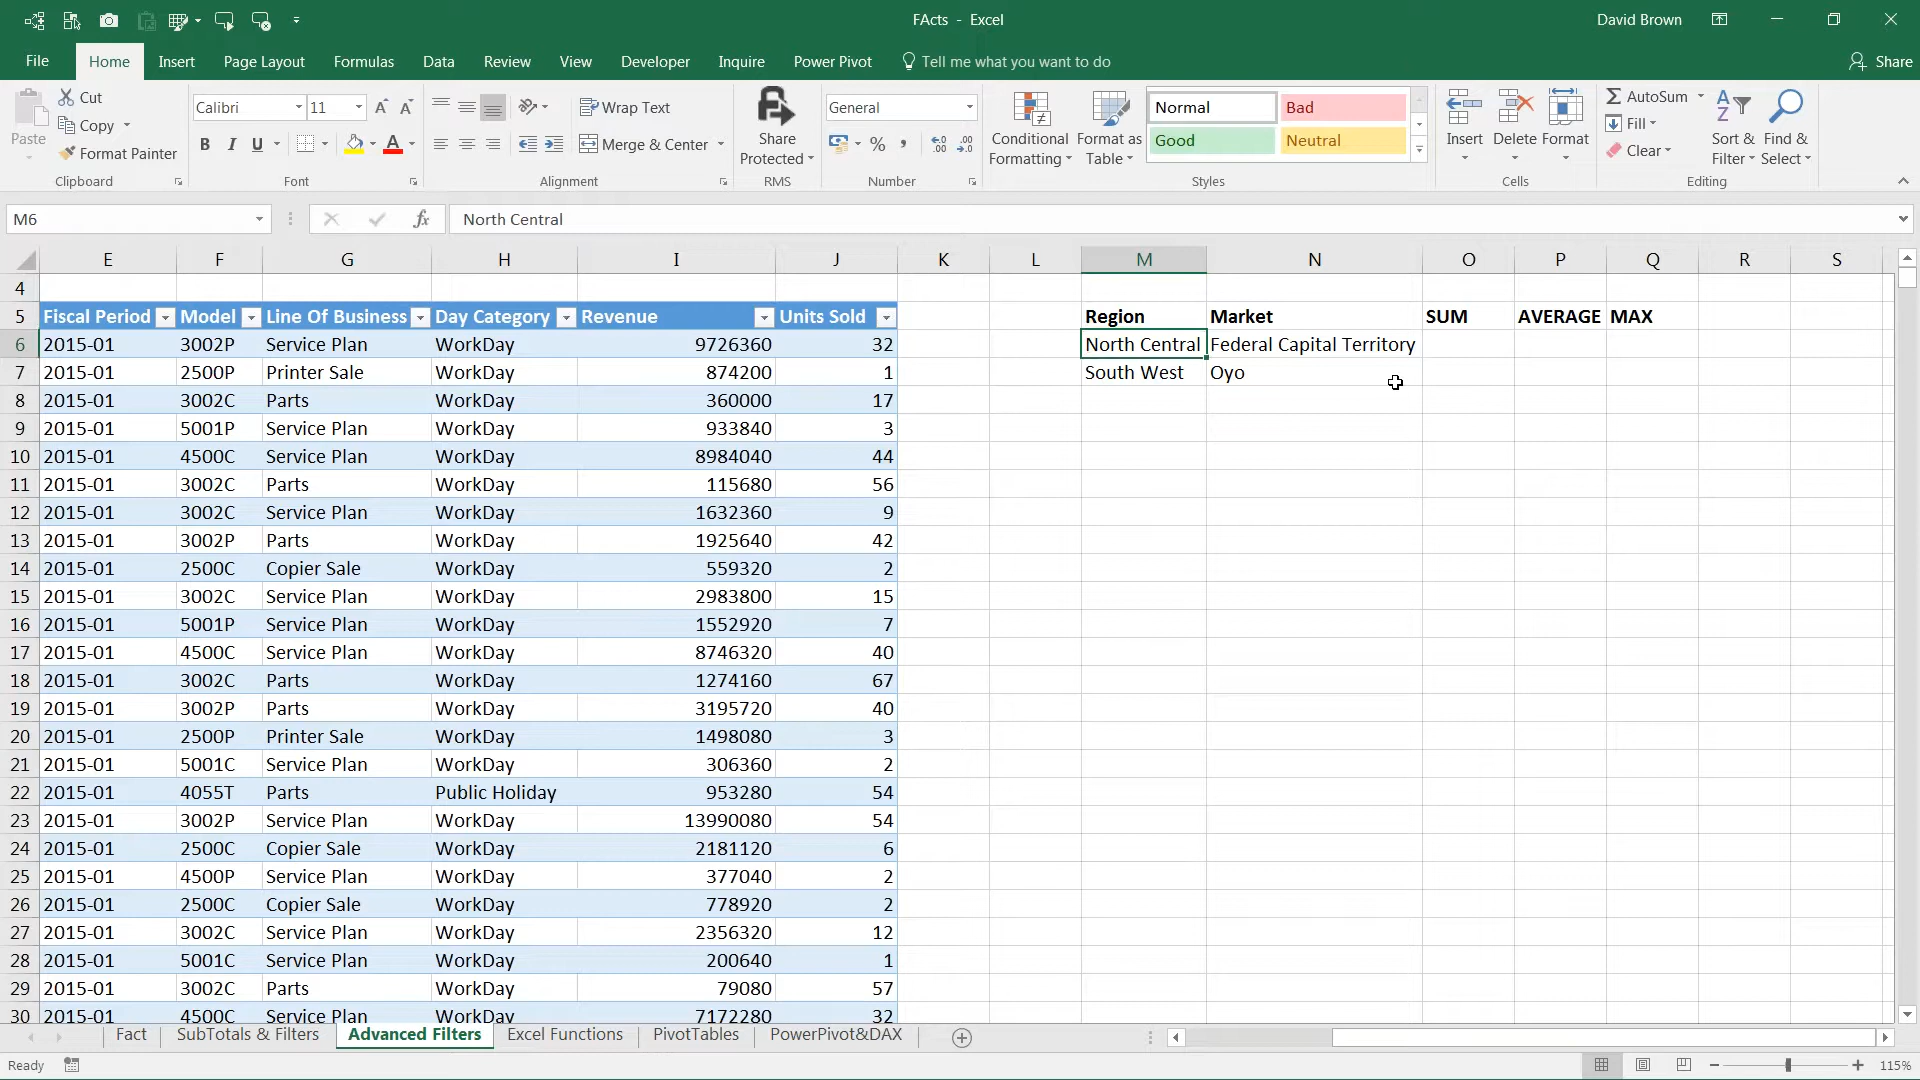 FActs - Excel
David Brown
File Home Insert Page Layout Formulas Data Review View Developer Inquire Power Pivot Tell me what you want to do Share
Cut
Copy
Format Painter
Paste
Clipboard
Calibri 11
B I U
Font
Wrap Text
Merge & Center
Alignment
Share
Protected
RMS
General
%
Number
Conditional
Formatting
Format as
Table
Normal Bad
Good Neutral
Styles
Insert Delete Format
Cells
AutoSum
Fill
Clear
Sort &
Filter
Find &
Select
Editing
M6 fx North Central
E F G H I J K L M N O P Q R S
4
5 Fiscal Period Model Line Of Business Day Category Revenue Units Sold Region Market SUM AVERAGE MAX
6 2015-01 3002P Service Plan WorkDay 9726360 32 North Central Federal Capital Territory
7 2015-01 2500P Printer Sale WorkDay 874200 1 South West Oyo
8 2015-01 3002C Parts WorkDay 360000 17
9 2015-01 5001P Service Plan WorkDay 933840 3
10 2015-01 4500C Service Plan WorkDay 8984040 44
11 2015-01 3002C Parts WorkDay 115680 56
12 2015-01 3002C Service Plan WorkDay 1632360 9
13 2015-01 3002P Parts WorkDay 1925640 42
14 2015-01 2500C Copier Sale WorkDay 559320 2
15 2015-01 3002C Service Plan WorkDay 2983800 15
16 2015-01 5001P Service Plan WorkDay 1552920 7
17 2015-01 4500C Service Plan WorkDay 8746320 40
18 2015-01 3002C Parts WorkDay 1274160 67
19 2015-01 3002P Parts WorkDay 3195720 40
20 2015-01 2500P Printer Sale WorkDay 1498080 3
21 2015-01 5001C Service Plan WorkDay 306360 2
22 2015-01 4055T Parts Public Holiday 953280 54
23 2015-01 3002P Service Plan WorkDay 13990080 54
24 2015-01 2500C Copier Sale WorkDay 2181120 6
25 2015-01 4500P Service Plan WorkDay 377040 2
26 2015-01 2500C Copier Sale WorkDay 778920 2
27 2015-01 3002C Service Plan WorkDay 2356320 12
28 2015-01 5001C Service Plan WorkDay 200640 1
29 2015-01 3002C Parts WorkDay 79080 57
30 2015-01 4500C Service Plan WorkDay 7172280 32
Fact SubTotals & Filters Advanced Filters Excel Functions PivotTables PowerPivot&DAX
Ready 115%